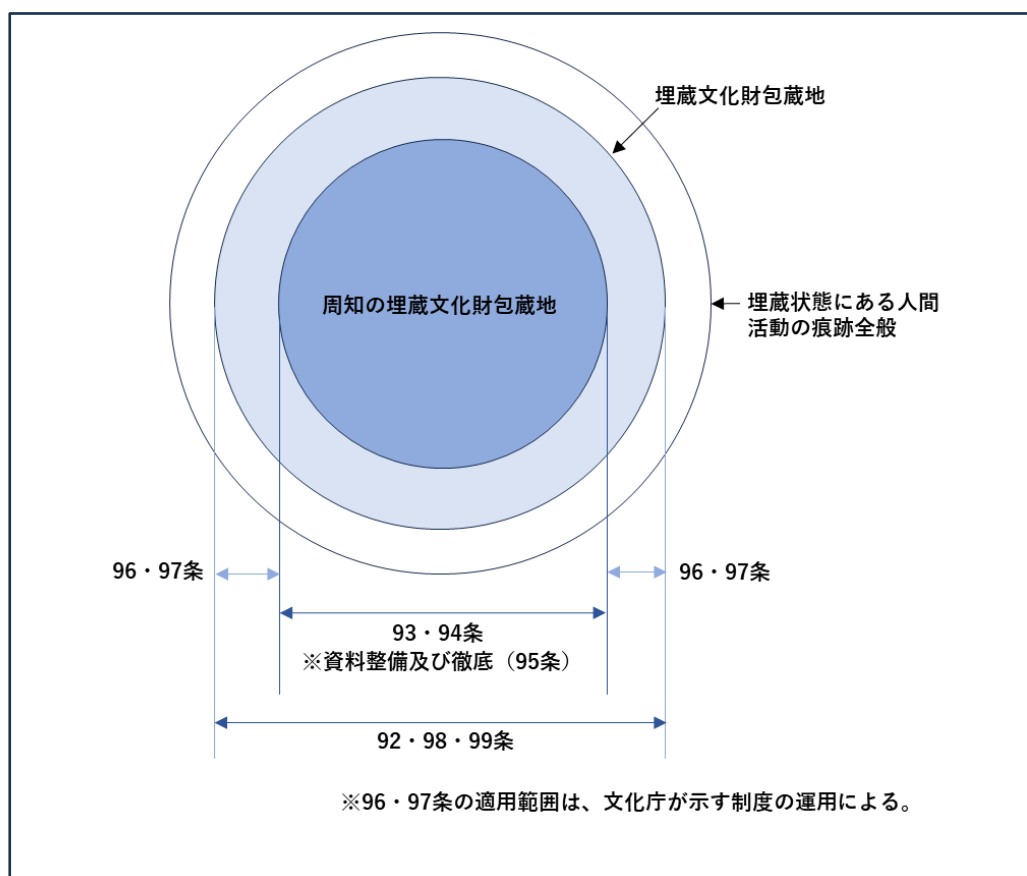 埋蔵文化財包蔵地
周知の埋蔵文化財包蔵地
埋蔵状態にある人間
活動の痕跡全般
96・97条
96・97条
93・94条
※資料整備及び徹底（95条）
92・98・99条
※96・97条の適用範囲は、文化庁が示す制度の運用による。